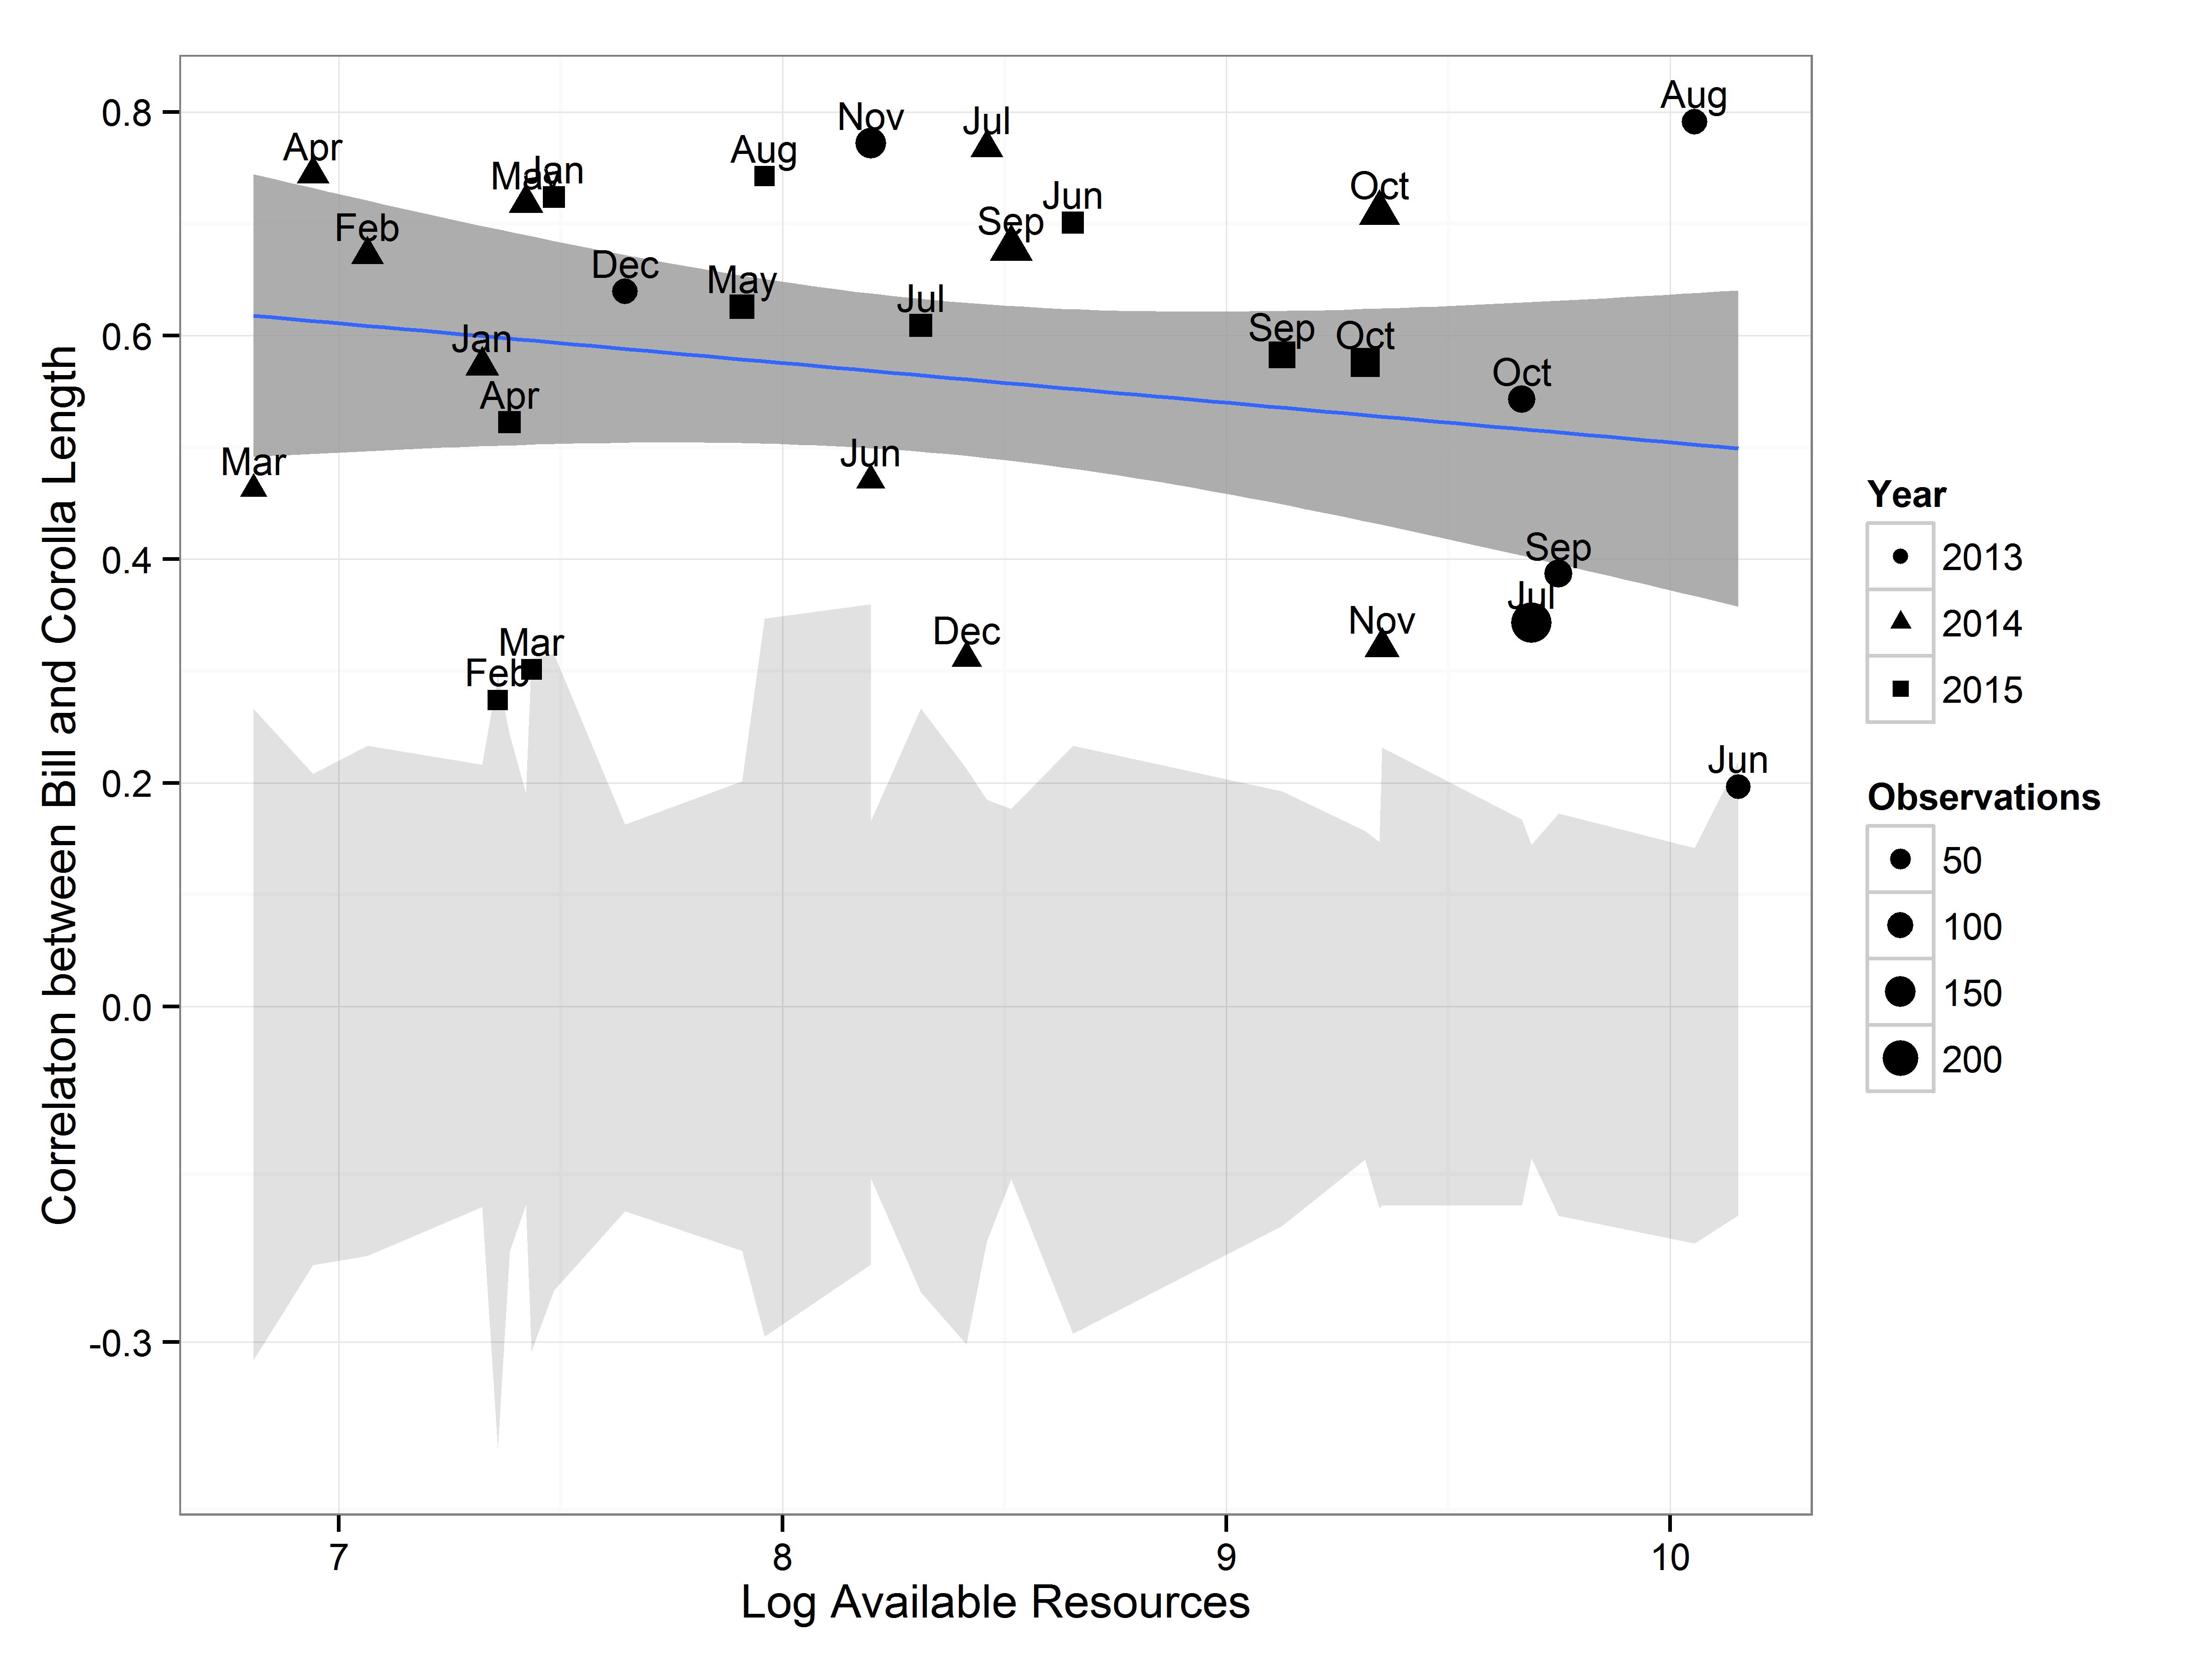 Correlaton between Bill and Corolla Length
0.8
0.6
0.4
0.2
0.0
-0.3
Aug
Nov
Jul
Apr
Aug
May
Jan
Oct
Jun
Sep
Feb
Dec
May
Jul
Sep
Oct
Jan
Oct
Apr
Jun
Mar
Sep
Jul
Nov
Dec
Mar
Feb
Jun
7
8
9
10
Log Available Resources
Year
2013
2014
2015
Observations
50
100
150
200